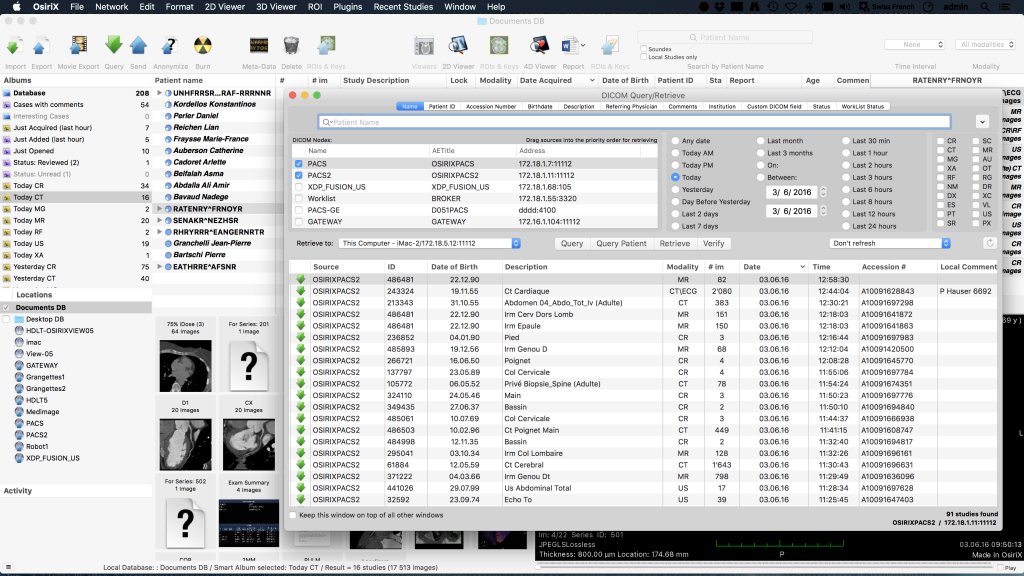 OsiriX File Network Edit Format 2D Viewer 3D Viewer ROI Plugins Recent Studies Window Help Swiss French admin
Documents DB
Import Export Movie Export Query Send Anonymize Burn Meta-Data Delete ROIs & Keys Viewers 2D Viewer ROIs & Keys 4D Viewer Report ROIs & Keys
Patient Name
Soundex
Local Studies only
Search by Patient Name
None
Time Interval
All modalities
Modality
Albums
Database 208
Cases with comments 54
Interesting Cases 0
Just Acquired (last hour) 7
Just Added (last hour) 5
Just Opened 10
Status: Reviewed (2) 1
Status: Unread (1) 0
Today CR 34
Today CT 16
Today MG 2
Today MR 20
Today RF 2
Today US 19
Today XA 1
Yesterday CR 75
Yesterday CT 40
Locations
Documents DB
Desktop DB
HDLT-OSIRIXVIEW05
imac
View-05
GATEWAY
Grangettes1
Grangettes2
HDLT5
MedImage
PACS
PACS2
Robot1
XDP_FUSION_US
Activity
Patient name # # im Study Description Lock Modality Date Acquired Date of Birth Patient ID Sta Report Age Commen RATENRY^FRNOYR
UNHFRRSR...RAF-RRRNNR
Kordelios Konstantinos
Perler Daniel
Reichen Lian
Fraysse Marie-France
Auberson Catherine
Cadoret Arlette
Belfalah Asma
Abdalla Ali Amir
Bavaud Nadege
RATENRY^FRNOYR
SENAKR^NEZHSR
RHRYRRR^EANGERNRTR
Granchelli Jean-Pierre
Bartschi Pierre
EATHRRE^AFSNR
75% iDose (3)
64 Images
For Series: 201
1 Image
D1
20 Images
CX
20 Images
For Series: 502
1 Image
Exam Summary
4 Images
DICOM Query/Retrieve
Name Patient ID Accession Number Birthdate Description Referring Physician Comments Institution Custom DICOM field Status WorkList Status
Patient Name
DICOM Nodes: Drag sources into the priority order for retrieving
Name AETitle Address
PACS OSIRIXPACS 172.18.1.7:11112
PACS2 OSIRIXPACS2 172.18.1.11:11112
XDP_FUSION_US XDP_FUSION_US 172.18.1.68:105
Worklist BROKER 172.18.1.55:3320
PACS-GE D051PACS dddd:4100
GATEWAY GATEWAY 172.16.1.104:11112
Any date
Today AM
Today PM
Today
Yesterday
Day Before Yesterday
Last 2 days
Last 7 days
Last month
Last 3 months
On:
Between:
3/ 6/2016
3/ 6/2016
Last 30 min
Last 1 hour
Last 2 hours
Last 3 hours
Last 6 hours
Last 8 hours
Last 12 hours
Last 24 hours
CR SC
CT MR
MG AU
XA OT
RF RG
NM DR
DX XC
ES VL
PT US
SR PX
Retrieve to: This Computer - iMac-2/172.18.5.12:11112 Query Query Patient Retrieve Verify Don't refresh
Source ID Date of Birth Description Modality # im Date Time Accession # Local Comment
OSIRIXPACS2 486481 22.12.90 MR 82 03.06.16 12:58:30
OSIRIXPACS2 243324 19.11.55 Ct Cardiaque CT\ECG 2'080 03.06.16 12:44:04 A10091628843 P Hauser 6692
OSIRIXPACS2 213343 31.10.55 Abdomen 04_Abdo_Tot_Iv (Adulte) CT 383 03.06.16 12:30:21 A10091697298
OSIRIXPACS2 486481 22.12.90 Irm Cerv Dors Lomb MR 151 03.06.16 12:18:03 A10091641872
OSIRIXPACS2 486481 22.12.90 Irm Epaule MR 150 03.06.16 12:18:03 A10091641863
OSIRIXPACS2 236852 04.01.90 Pied CR 3 03.06.16 12:16:44 A10091697983
OSIRIXPACS2 485893 19.12.56 Irm Genou D MR 68 03.06.16 12:12:04 A10091420500
OSIRIXPACS2 266721 16.06.50 Poignet CR 4 03.06.16 12:08:28 A10091645770
OSIRIXPACS2 137797 23.05.89 Col Cervicale CR 4 03.06.16 11:55:06 A10091697784
OSIRIXPACS2 105772 06.05.52 Privé Biopsie_Spine (Adulte) CT 78 03.06.16 11:54:24 A10091674351
OSIRIXPACS2 324110 24.05.46 Main CR 3 03.06.16 11:50:23 A10091697776
OSIRIXPACS2 349435 27.06.37 Bassin CR 2 03.06.16 11:50:10 A10091694840
OSIRIXPACS2 485061 10.07.69 Col Cervicale CR 3 03.06.16 11:44:37 A10091666938
OSIRIXPACS2 486503 10.02.96 Ct Poignet Main CT 449 03.06.16 11:41:15 A10091608747
OSIRIXPACS2 484998 12.11.35 Bassin CR 2 03.06.16 11:32:40 A10091694817
OSIRIXPACS2 295041 03.10.34 Irm Col Lombaire MR 128 03.06.16 11:32:26 A10091696161
OSIRIXPACS2 61884 12.05.59 Ct Cerebral CT 1'643 03.06.16 11:30:43 A10091696631
OSIRIXPACS2 371222 04.03.66 Irm Genou Dt MR 798 03.06.16 11:29:49 A10091636096
OSIRIXPACS2 441026 29.07.99 Us Abdominal Total US 17 03.06.16 11:28:34 A10091697628
OSIRIXPACS2 32592 23.09.74 Echo To US 39 03.06.16 11:25:45 A10091647403
Keep this window on top of all other windows
91 studies found
OSIRIXPACS2 / 172.18.1.11:11112
Im: 4/22 Series ID: 501
JPEGLSLossless
Thickness: 800.00 µm Location: 174.68 mm
P
03.06.16 09:50:13
Made In OsiriX
Local Database: : Documents DB / Smart Album selected: Today CT / Result = 16 studies (17 513 images)
Play